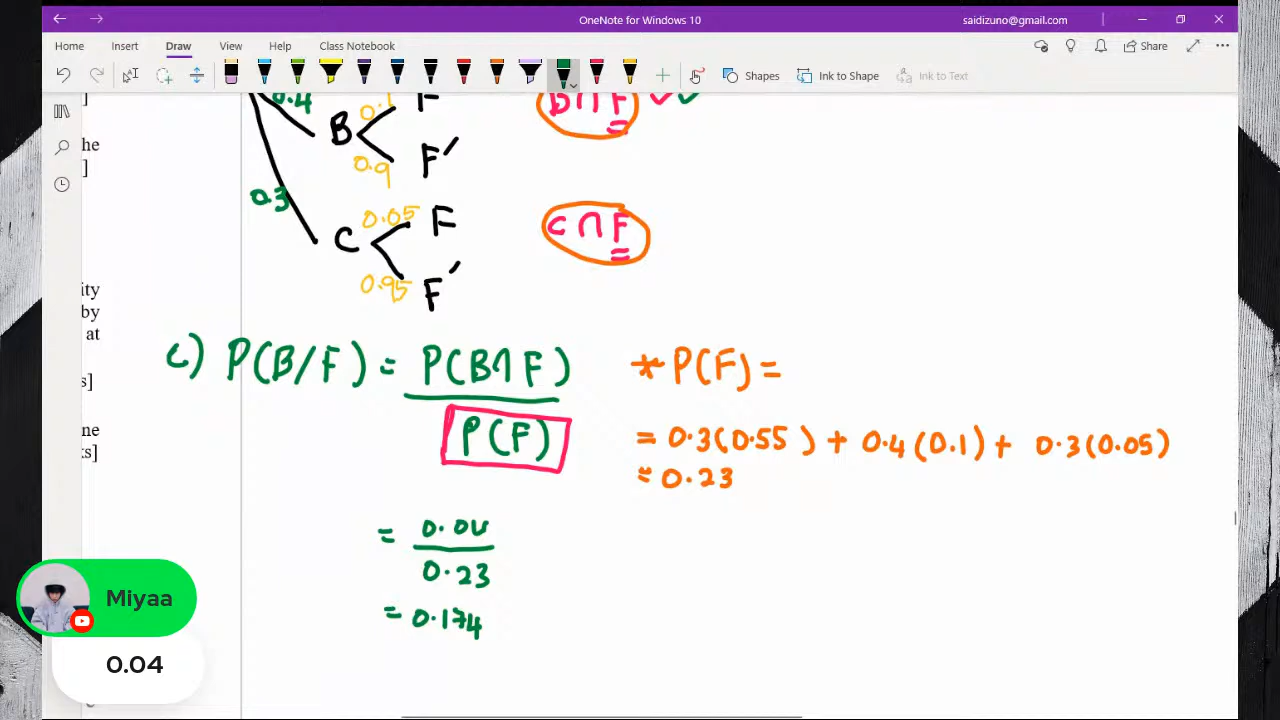 OneNote for Windows 10
saidizuno@gmail.com
Home Insert Draw View Help Class Notebook Share
Shapes Ink to Shape Ink to Text
]
he
]
ity
by
at
s]
ne
ks]
0.4 B 0.1 F
0.9 F′
B∩F
0.3 C 0.05 F
0.95 F′
C∩F
c) P(B/F) = P(B∩F)
P(F)
= 0.04
0.23
= 0.174
*P(F) =
= 0.3(0.55) + 0.4(0.1) + 0.3(0.05)
= 0.23
Miyaa
0.04